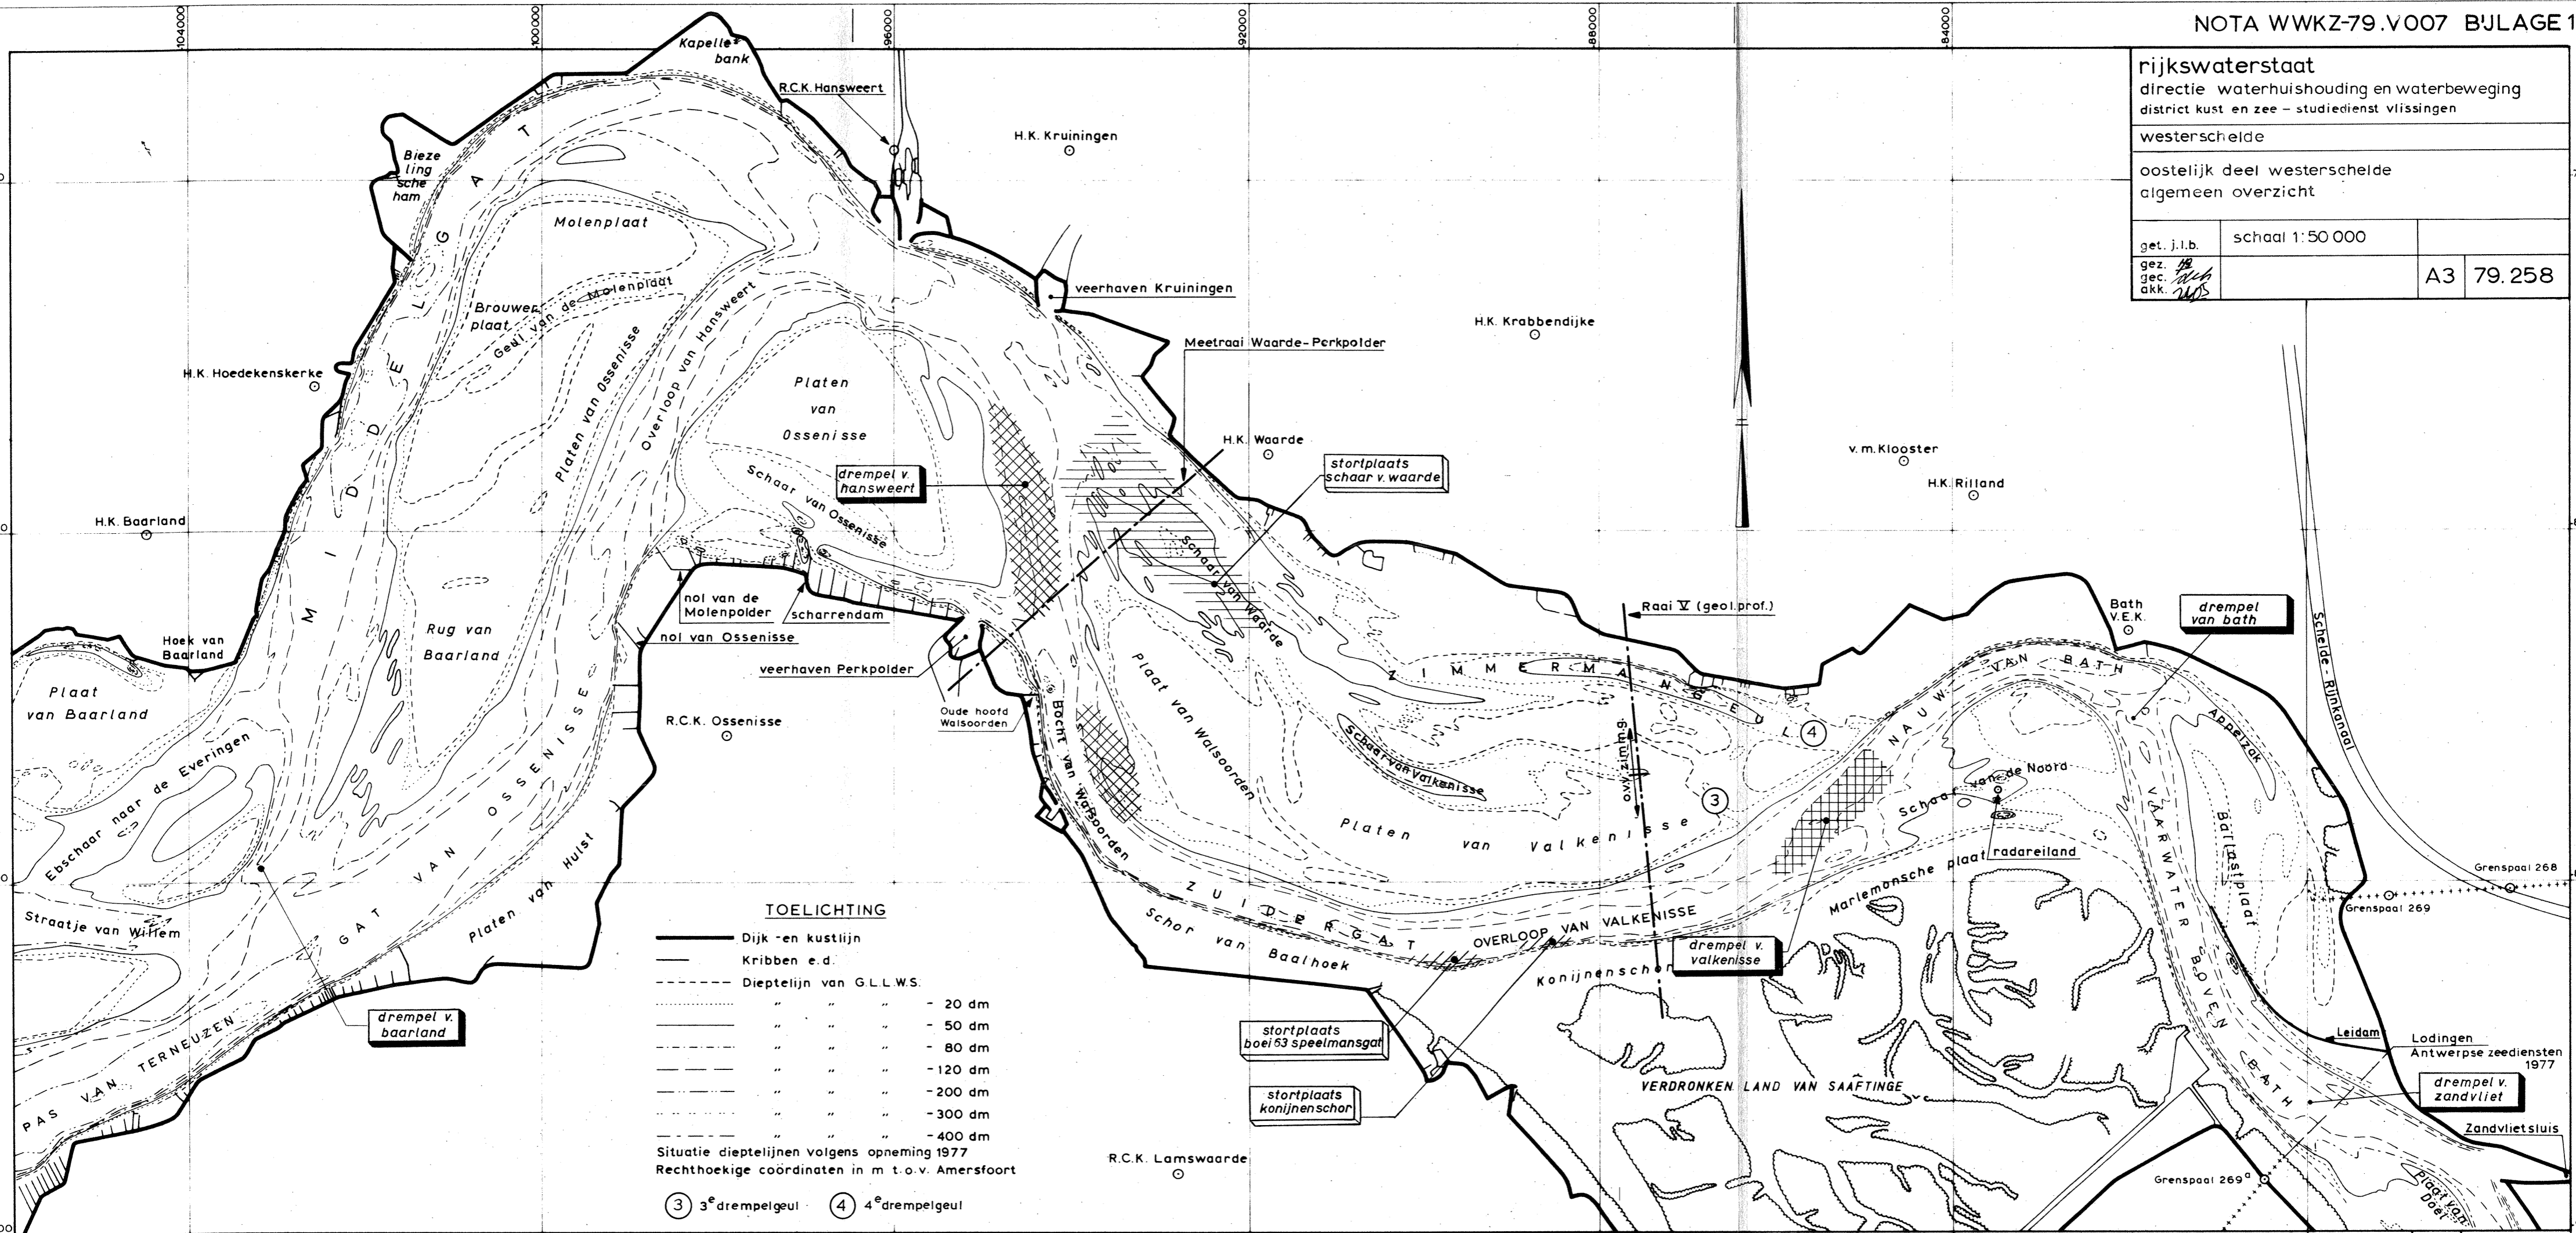 NOTA WWKZ-79.V007 BIJLAGE 1
rijkswaterstaat
directie waterhuishouding en waterbeweging
district kust en zee – studiedienst vlissingen
westerschelde
oostelijk deel westerschelde
algemeen overzicht
get. j.l.b.
schaal 1:50 000
gez.
gec.
akk.
A3
79.258
-104000
-100000
-96000
-92000
-88000
-84000
Kapelle-
bank
R.C.K. Hansweert
H.K. Kruiningen
Bieze
ling
sche
ham
Molenplaat
MIDDELGAT
Brouwer
plaat
Geul van de Molenplaat
Platen van Ossenisse
Overloop van Hansweert
veerhaven Kruiningen
H.K. Krabbendijke
Meetraai Waarde-Perkpolder
H.K. Hoedekenskerke
Platen
van
Ossenisse
H.K. Waarde
v.m. Klooster
drempel v.
hansweert
stortplaats
schaar v. waarde
Schaar van Ossenisse
H.K. Rilland
H.K. Baarland
Schaar van Waarde
nol van de
Molenpolder
scharrendam
Raai V (geol.prof.)
Bath
V.E.K.
drempel
van bath
Schelde - Rijnkanaal
Hoek van
Baarland
Rug van
Baarland
nol van Ossenisse
veerhaven Perkpolder
ZIMMERMANGEUL
NAUW VAN BATH
Plaat
van Baarland
Plaat van Walsoorden
Oude hoofd
Walsoorden
R.C.K. Ossenisse
Bocht van Walsoorden
Schaar van Valkenisse
o.v.v. zimm.g.
4
Appelzak
Ebschaar naar de Everingen
GAT VAN OSSENISSE
3
Schaar van de Noord
Platen van Valkenisse
VAARWATER BOVEN BATH
Ballastplaat
Platen van Hulst
Marlemonsche plaat
radareiland
Grenspaal 268
Grenspaal 269
Straatje van Willem
ZUIDERGAT
OVERLOOP VAN VALKENISSE
Schor van Baalhoek
drempel v.
valkenisse
Konijnenschor
TOELICHTING
Dijk -en kustlijn
Kribben e.d.
Dieptelijn van G.L.L.W.S.
" " " - 20 dm
" " " - 50 dm
" " " - 80 dm
" " " -120 dm
" " " -200 dm
" " " -300 dm
" " " -400 dm
Situatie dieptelijnen volgens opneming 1977
Rechthoekige coördinaten in m t.o.v. Amersfoort
3 3e drempelgeul 4 4e drempelgeul
drempel v.
baarland
PAS VAN TERNEUZEN
stortplaats
boei 63 speelmansgat
stortplaats
konijnenschor
Leidam
Lodingen
Antwerpse zeediensten
1977
VERDRONKEN LAND VAN SAAFTINGE
drempel v.
zandvliet
Zandvlietsluis
R.C.K. Lamswaarde
Grenspaal 269a
Plaat van
Doel